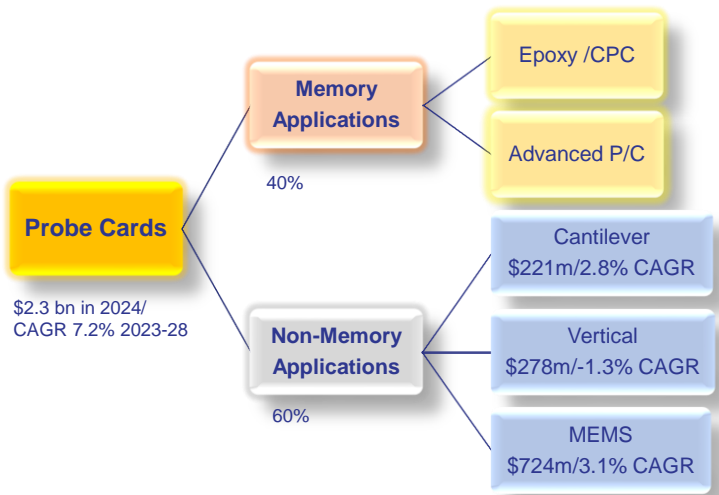 Probe Cards
$2.3 bn in 2024/
CAGR 7.2% 2023-28
Memory
Applications
40%
Epoxy /CPC
Advanced P/C
Non-Memory
Applications
60%
Cantilever
$221m/2.8% CAGR
Vertical
$278m/-1.3% CAGR
MEMS
$724m/3.1% CAGR